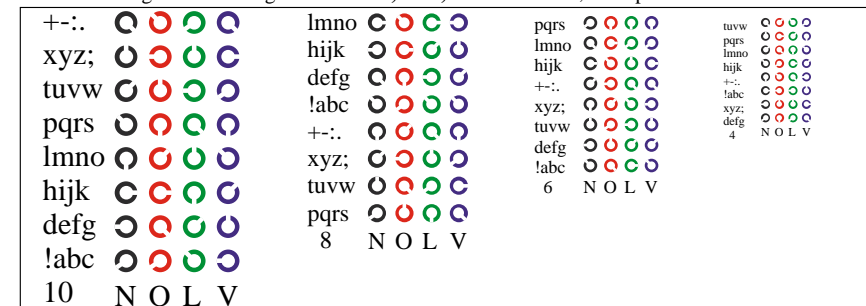 +-:.
xyz;
tuvw
pqrs
lmno
hijk
defg
!abc
10 N O L V
lmno
hijk
defg
!abc
+-:.
xyz;
tuvw
pqrs
8 N O L V
pqrs
lmno
hijk
+-:.
xyz;
tuvw
defg
!abc
6 N O L V
tuvw
pqrs
lmno
hijk
+-:.
!abc
xyz;
defg
4 N O L V